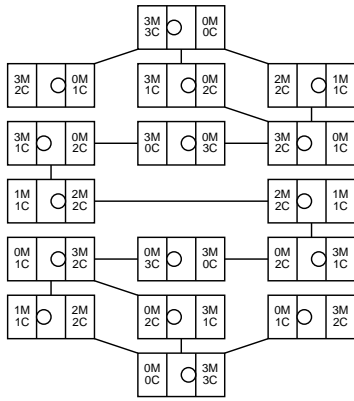 3M 0M
3C 0C
3M 0M 3M 0M 2M 1M
2C 1C 1C 2C 2C 1C
3M 0M 3M 0M 3M 0M
1C 2C 0C 3C 2C 1C
1M 2M 2M 1M
1C 2C 2C 1C
0M 3M 0M 3M 0M 3M
1C 2C 3C 0C 2C 1C
1M 2M 0M 3M 0M 3M
1C 2C 2C 1C 1C 2C
0M 3M
0C 3C